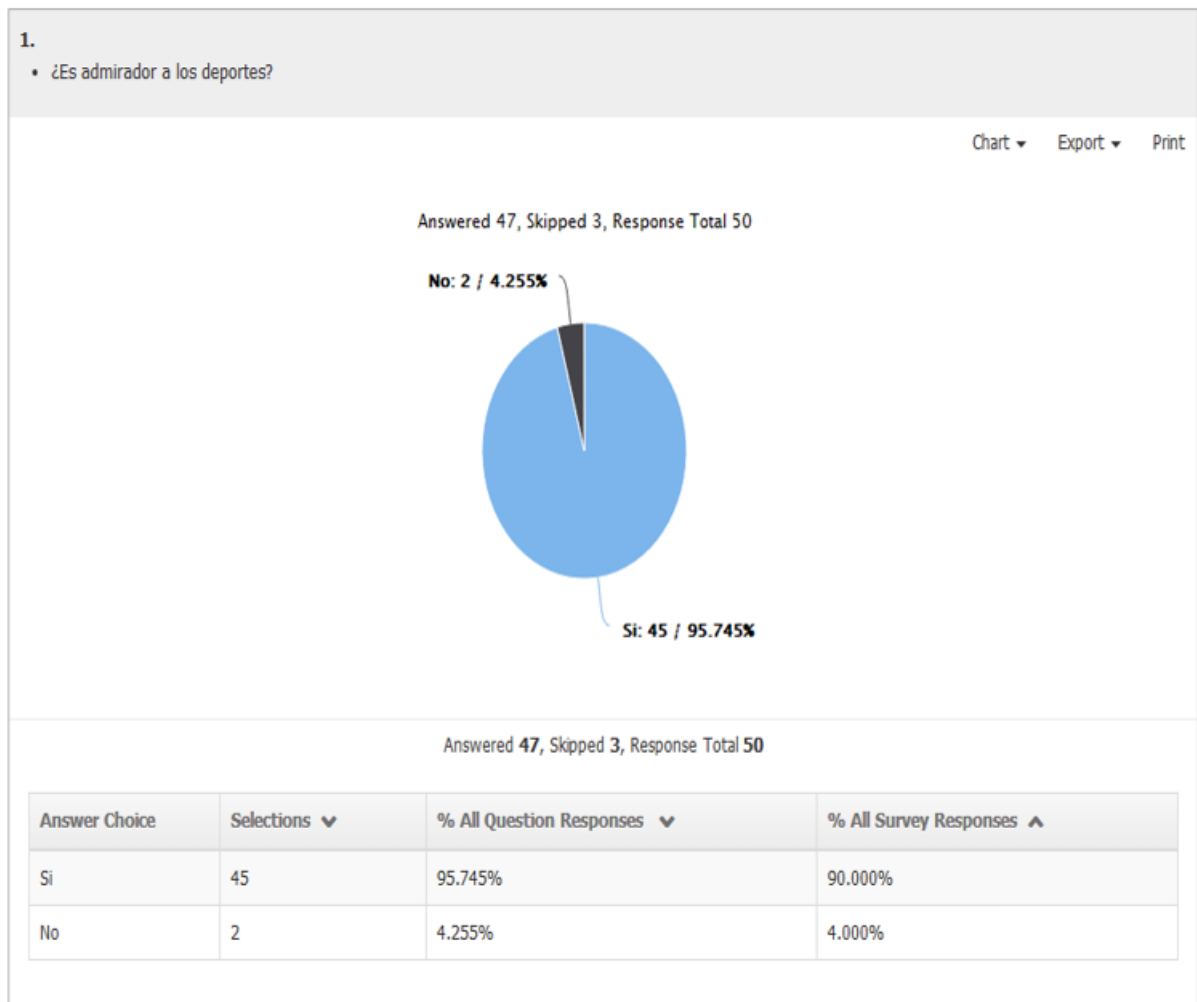 1.
• ¿Es admirador a los deportes?
Chart Export Print
Answered 47, Skipped 3, Response Total 50
No: 2 / 4.255%
Si: 45 / 95.745%
Answered 47, Skipped 3, Response Total 50
Answer Choice Selections % All Question Responses % All Survey Responses
Si 45 95.745% 90.000%
No 2 4.255% 4.000%